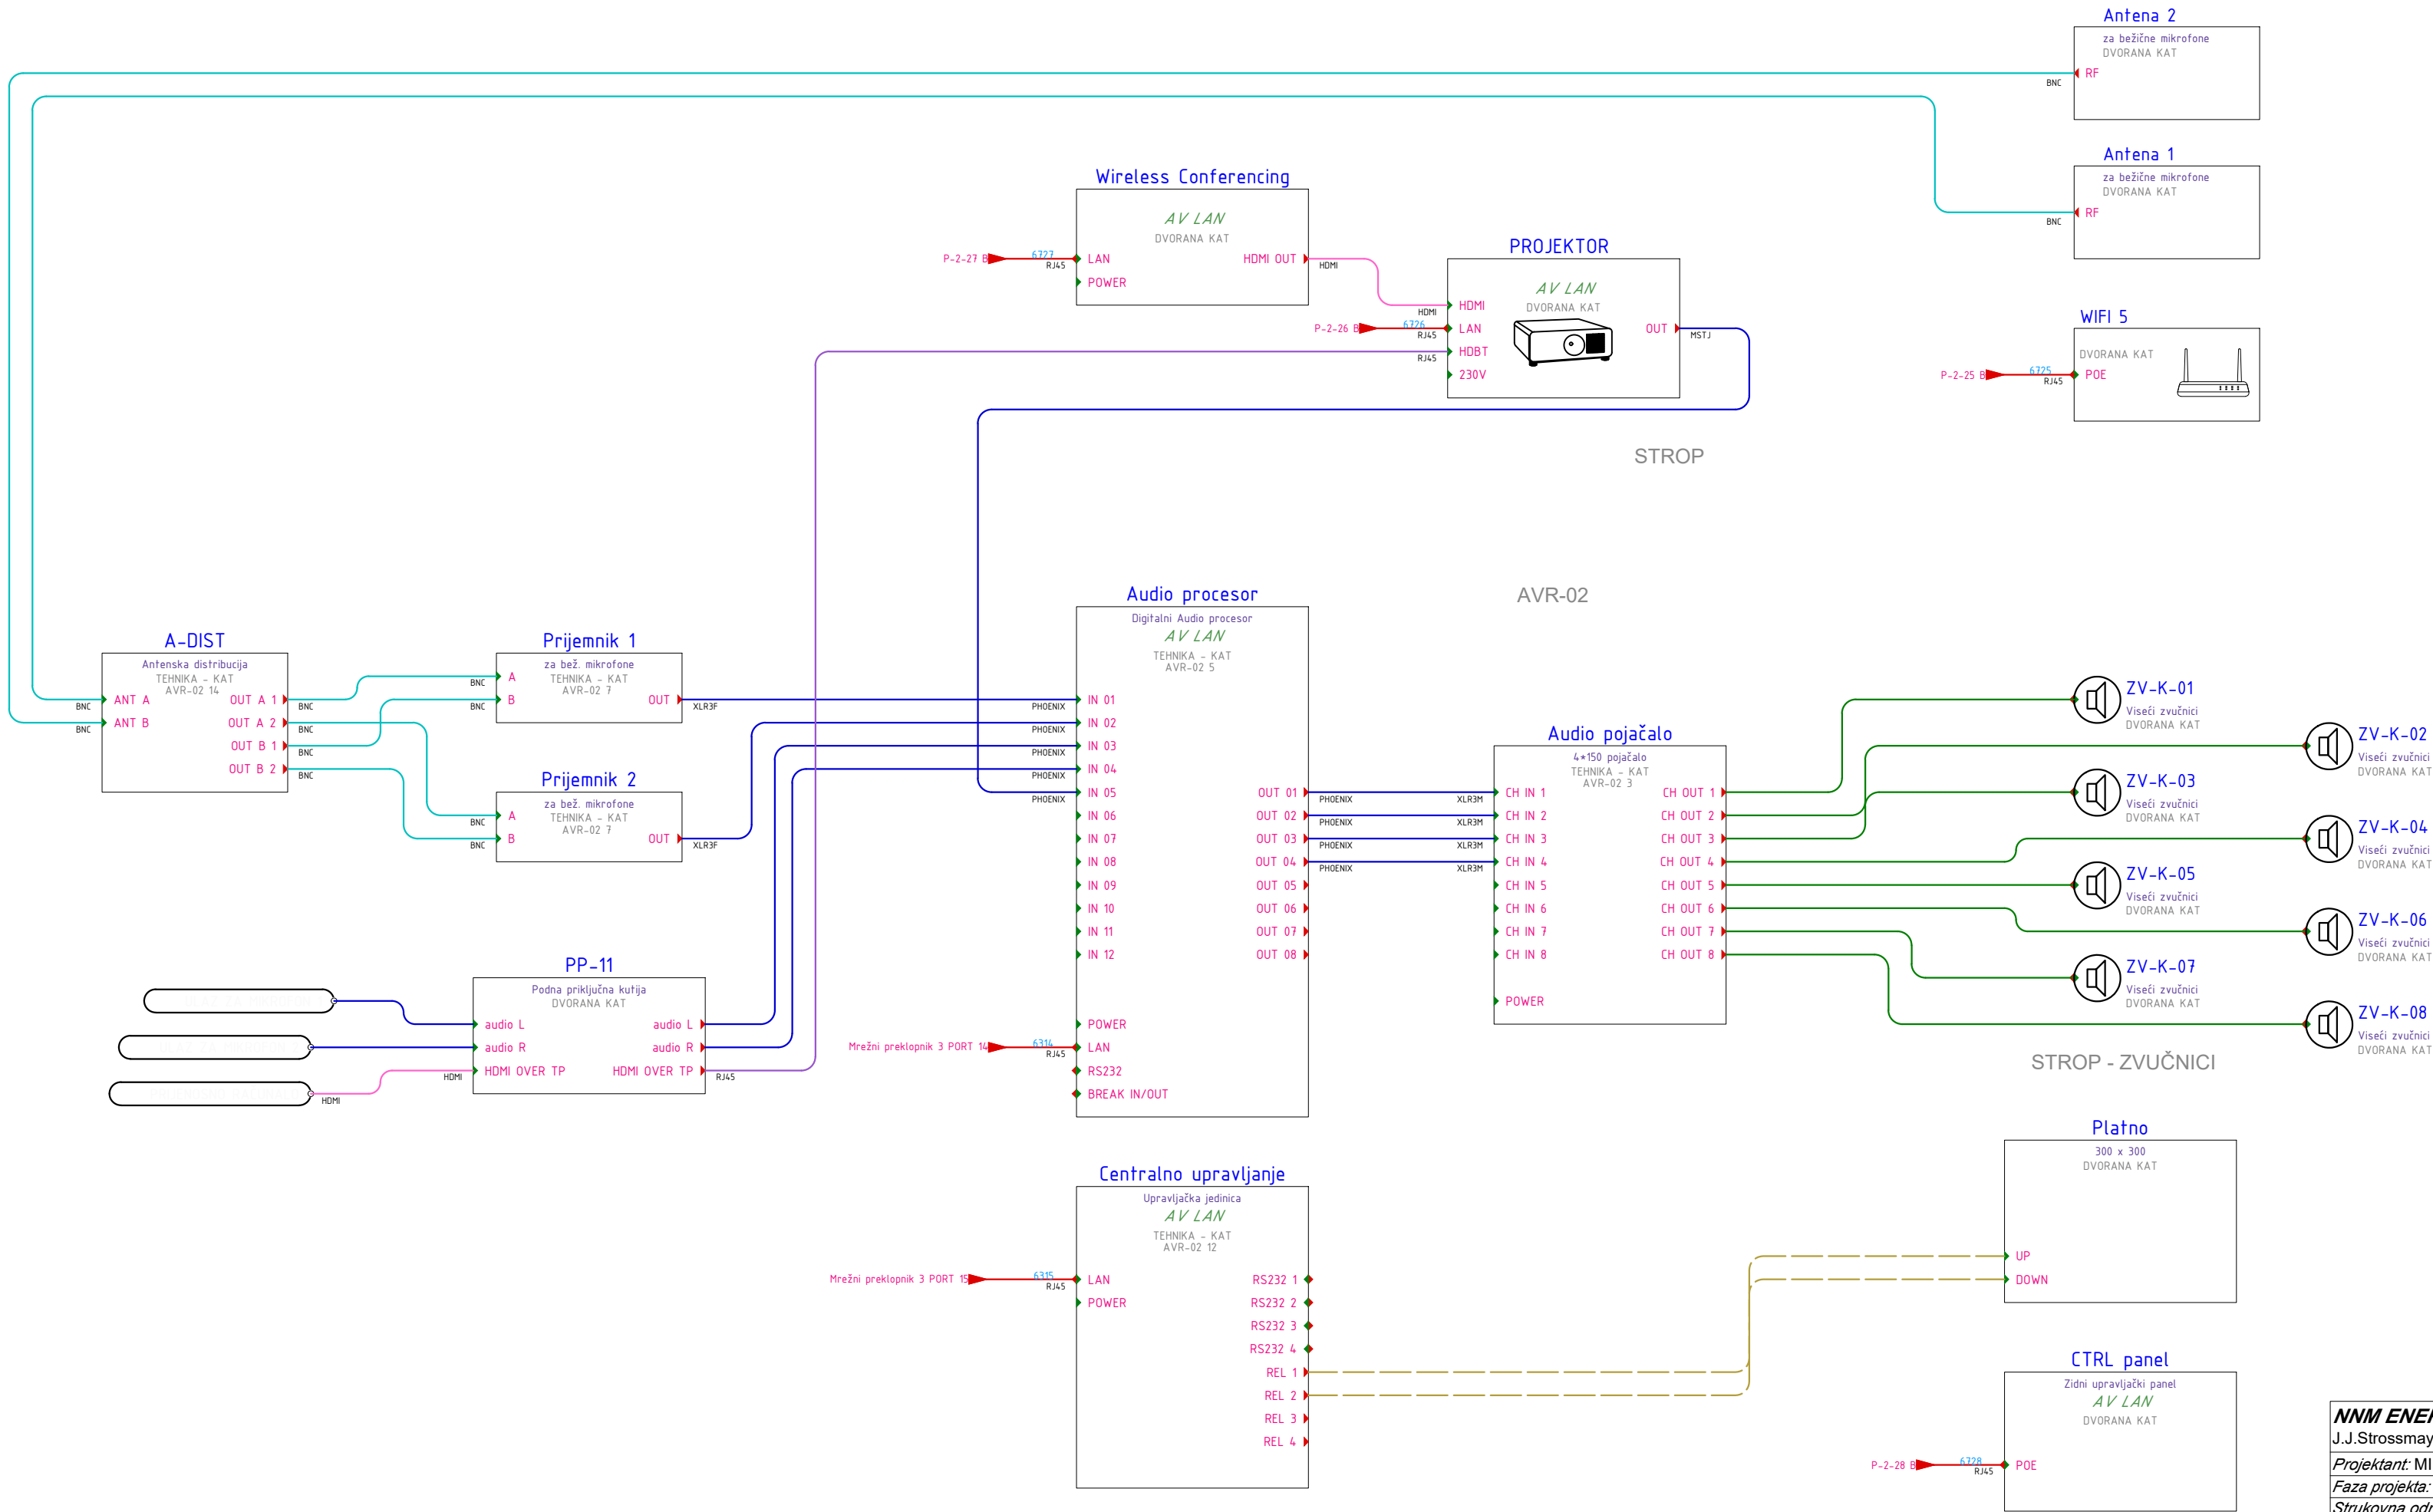 Antena 2
za bežične mikrofone
DVORANA KAT
RF
BNC
Antena 1
za bežične mikrofone
DVORANA KAT
RF
BNC
Wireless Conferencing
AV LAN
DVORANA KAT
P-2-27 B
6727
RJ45
LAN
HDMI OUT
HDMI
POWER
PROJEKTOR
AV LAN
DVORANA KAT
HDMI
HDMI
P-2-26 B
6726
RJ45
LAN
OUT
MSTJ
RJ45
HDBT
230V
WIFI 5
DVORANA KAT
P-2-25 B
6725
RJ45
POE
STROP
AVR-02
A-DIST
Antenska distribucija
TEHNIKA - KAT
AVR-02 14
BNC
ANT A
OUT A 1
BNC
BNC
ANT B
OUT A 2
BNC
OUT B 1
BNC
OUT B 2
BNC
Prijemnik 1
za bež. mikrofone
TEHNIKA - KAT
AVR-02 7
BNC
A
BNC
B
OUT
XLR3F
Prijemnik 2
za bež. mikrofone
TEHNIKA - KAT
AVR-02 7
BNC
A
BNC
B
OUT
XLR3F
PP-11
Podna priključna kutija
DVORANA KAT
audio L
audio L
audio R
audio R
HDMI
HDMI
HDMI OVER TP
HDMI OVER TP
RJ45
Audio procesor
Digitalni Audio procesor
AV LAN
TEHNIKA - KAT
AVR-02 5
PHOENIX
IN 01
PHOENIX
IN 02
PHOENIX
IN 03
PHOENIX
IN 04
PHOENIX
IN 05
OUT 01
PHOENIX
IN 06
OUT 02
PHOENIX
IN 07
OUT 03
PHOENIX
IN 08
OUT 04
PHOENIX
IN 09
OUT 05
IN 10
OUT 06
IN 11
OUT 07
IN 12
OUT 08
POWER
Mrežni preklopnik 3 PORT 14
6314
RJ45
LAN
RS232
BREAK IN/OUT
Audio pojačalo
4*150 pojačalo
TEHNIKA - KAT
AVR-02 3
XLR3M
CH IN 1
CH OUT 1
XLR3M
CH IN 2
CH OUT 2
XLR3M
CH IN 3
CH OUT 3
XLR3M
CH IN 4
CH OUT 4
CH IN 5
CH OUT 5
CH IN 6
CH OUT 6
CH IN 7
CH OUT 7
CH IN 8
CH OUT 8
POWER
ZV-K-01
Viseći zvučnici
DVORANA KAT
ZV-K-02
Viseći zvučnici
DVORANA KAT
ZV-K-03
Viseći zvučnici
DVORANA KAT
ZV-K-04
Viseći zvučnici
DVORANA KAT
ZV-K-05
Viseći zvučnici
DVORANA KAT
ZV-K-06
Viseći zvučnici
DVORANA KAT
ZV-K-07
Viseći zvučnici
DVORANA KAT
ZV-K-08
Viseći zvučnici
DVORANA KAT
STROP - ZVUČNICI
Centralno upravljanje
Upravljačka jedinica
AV LAN
TEHNIKA - KAT
AVR-02 12
Mrežni preklopnik 3 PORT 15
6315
RJ45
LAN
RS232 1
POWER
RS232 2
RS232 3
RS232 4
REL 1
REL 2
REL 3
REL 4
Platno
300 x 300
DVORANA KAT
UP
DOWN
CTRL panel
Zidni upravljački panel
AV LAN
DVORANA KAT
P-2-28 B
6728
RJ45
POE
NNM
J.J.Strossmay
Projektant: MI
Faza projekta:
Strukovna